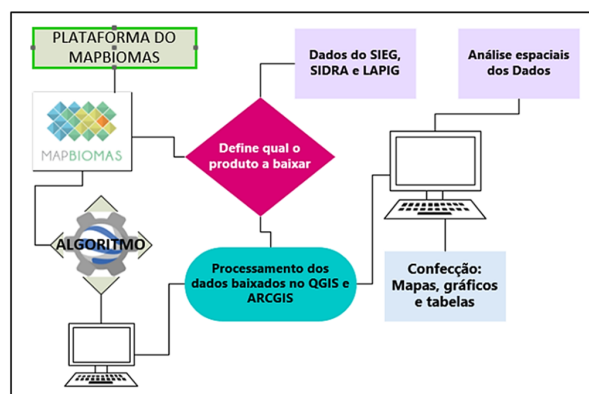 PLATAFORMA DO
MAPBIOMAS
MAPBIOMAS
ALGORITMO
Define qual o
produto a baixar
Dados do SIEG,
SIDRA e LAPIG
Processamento dos
dados baixados no QGIS e
ARCGIS
Análise espaciais
dos Dados
Confecção:
Mapas, gráficos
e tabelas